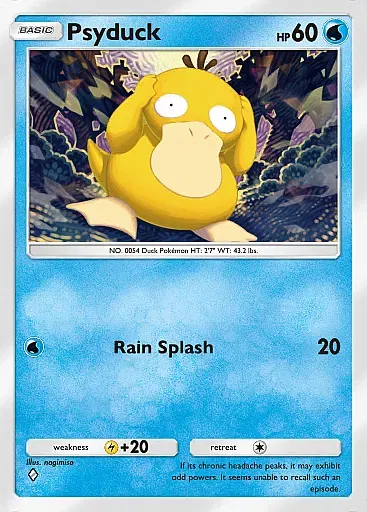 BASIC Psyduck HP 60
NO. 0054 Duck Pokémon HT: 2'7" WT: 43.2 lbs.
Rain Splash 20
weakness +20 retreat
Illus. nagimiso
If its chronic headache peaks, it may exhibit
odd powers. It seems unable to recall such an
episode.